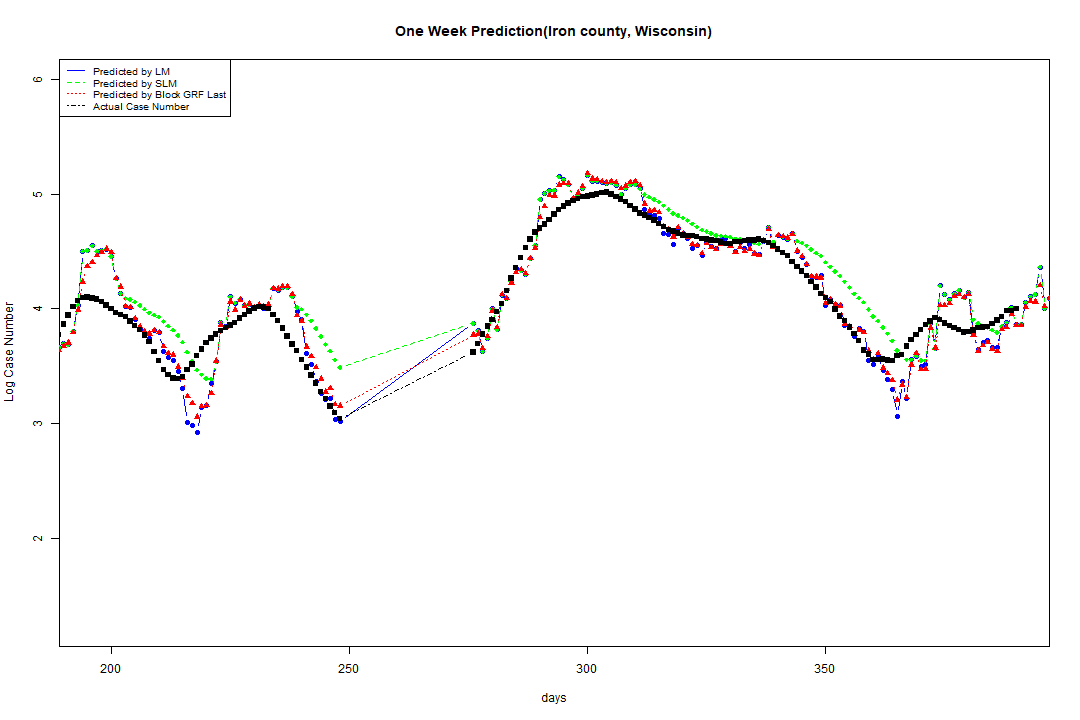 One Week Prediction(Iron county, Wisconsin)
Predicted by LM
Predicted by SLM
Predicted by Block GRF Last
Actual Case Number
6
5
4
3
2
Log Case Number
200
250
300
350
days